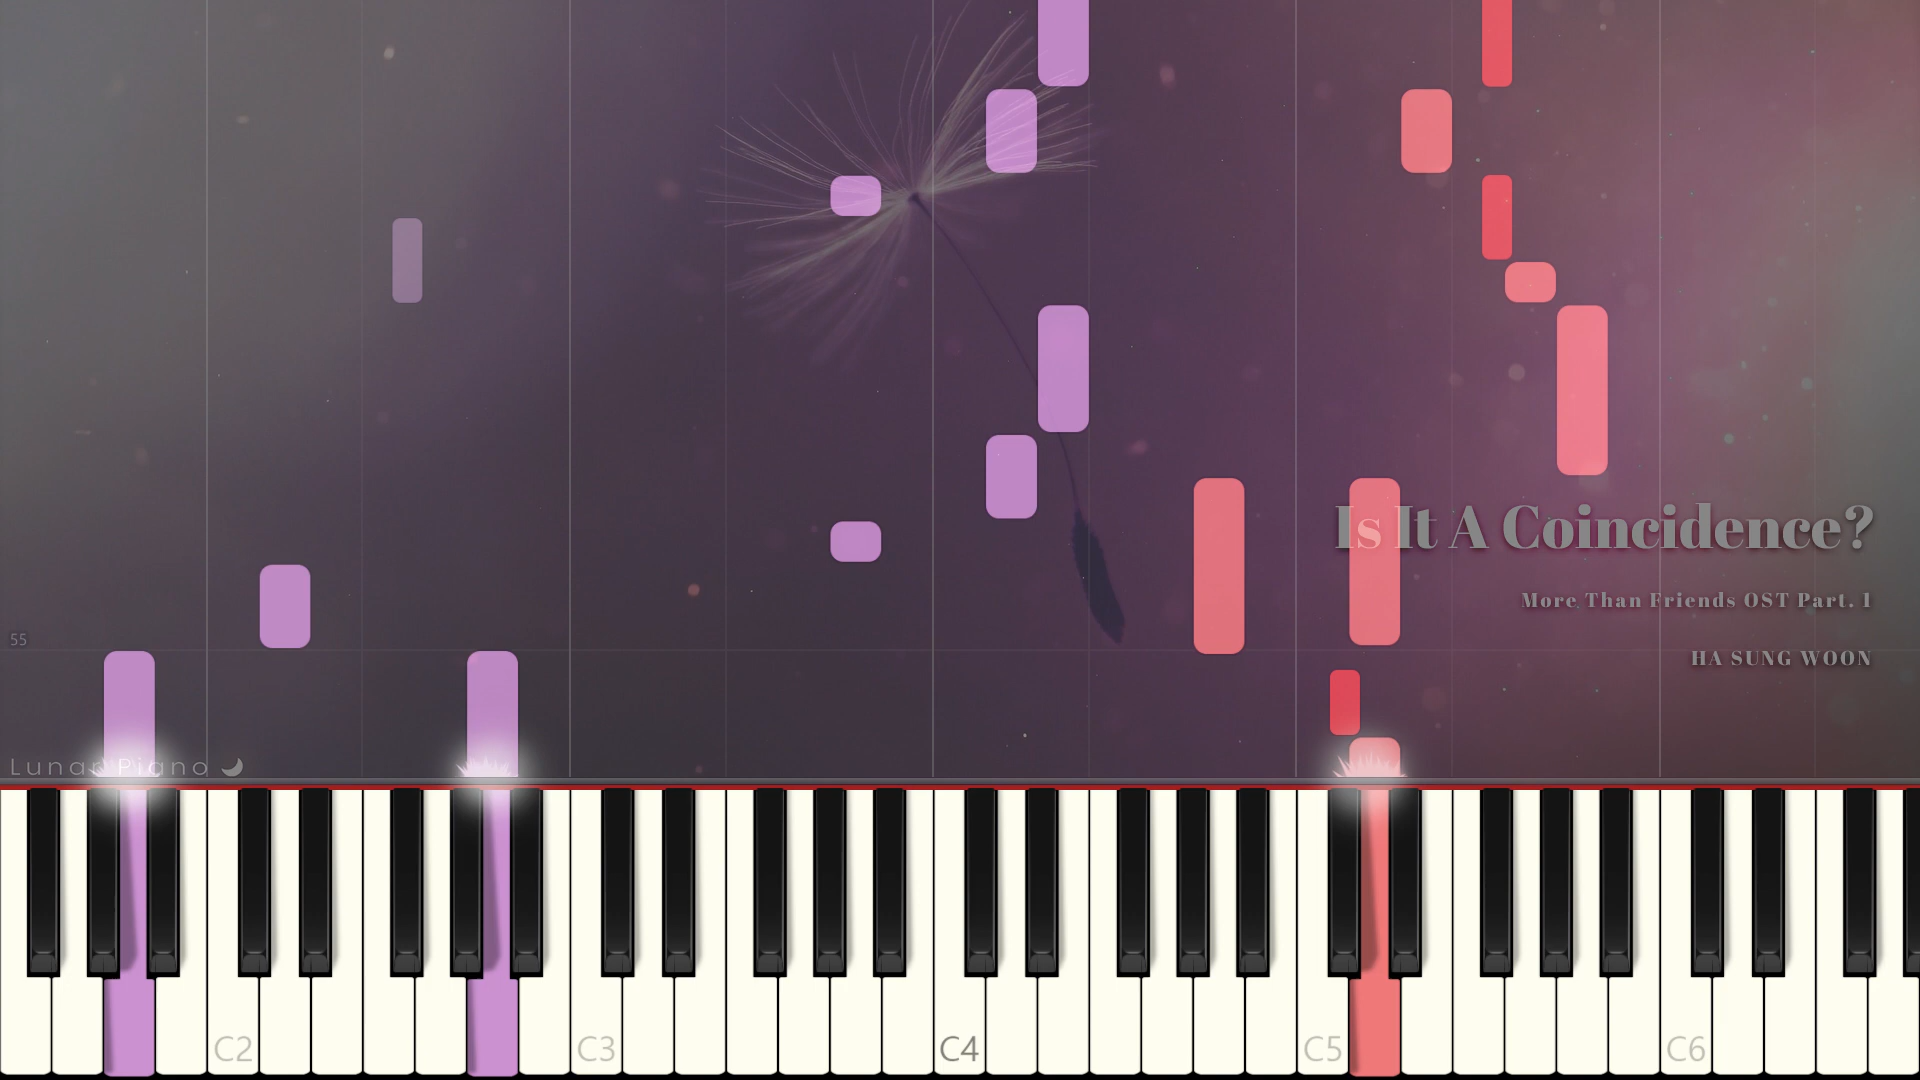 Is It A Coincidence?
More Than Friends OST Part. 1
55
HA SUNG WOON
Lunar Piano
C2 C3 C4 C5 C6